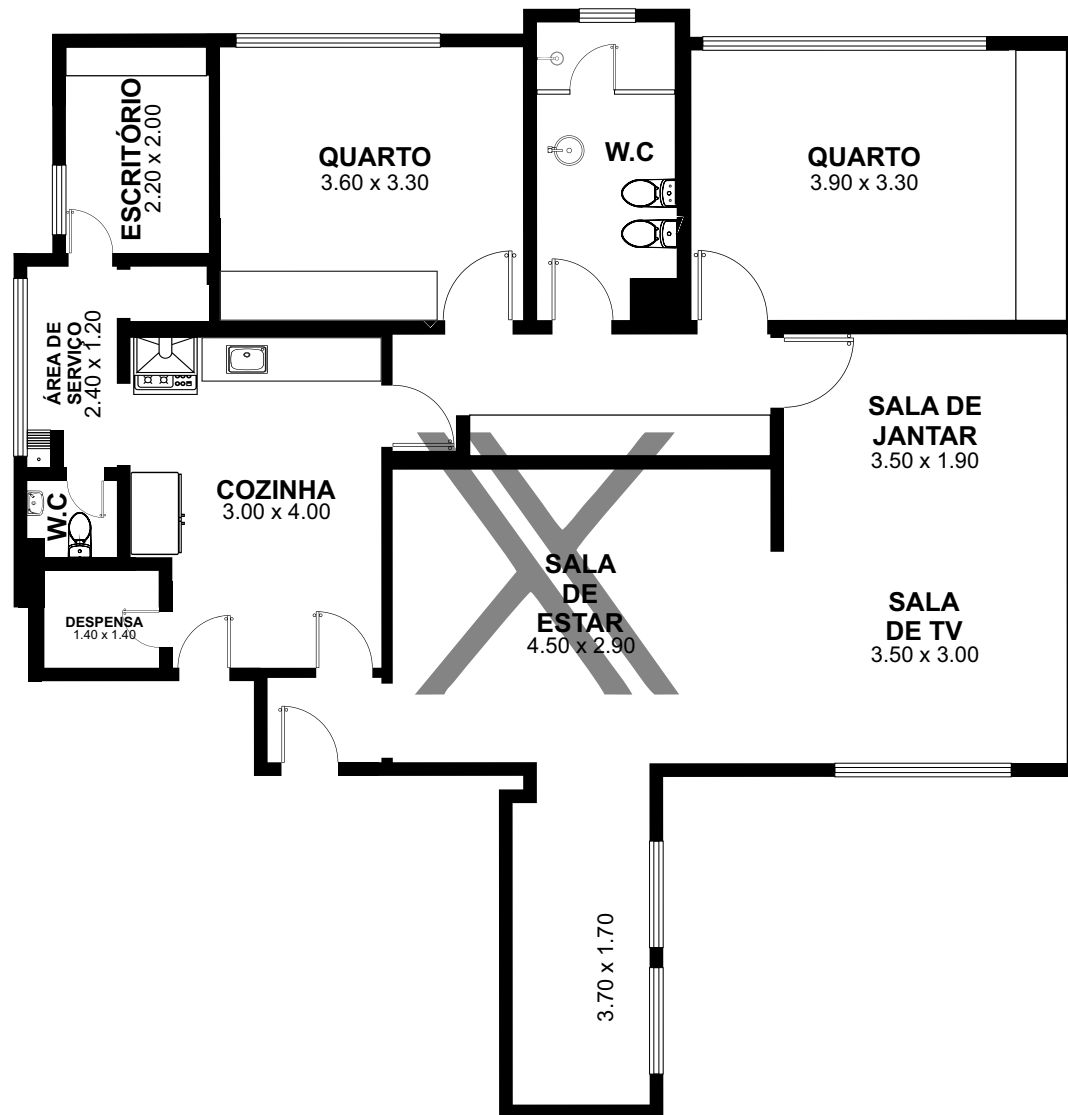 ESCRITÓRIO
2.20 x 2.00
QUARTO
3.60 x 3.30
W.C
QUARTO
3.90 x 3.30
ÁREA DE
SERVIÇO
2.40 x 1.20
SALA DE
JANTAR
3.50 x 1.90
COZINHA
3.00 x 4.00
W.C
SALA
DE
ESTAR
4.50 x 2.90
SALA
DE TV
3.50 x 3.00
DESPENSA
1.40 x 1.40
3.70 x 1.70